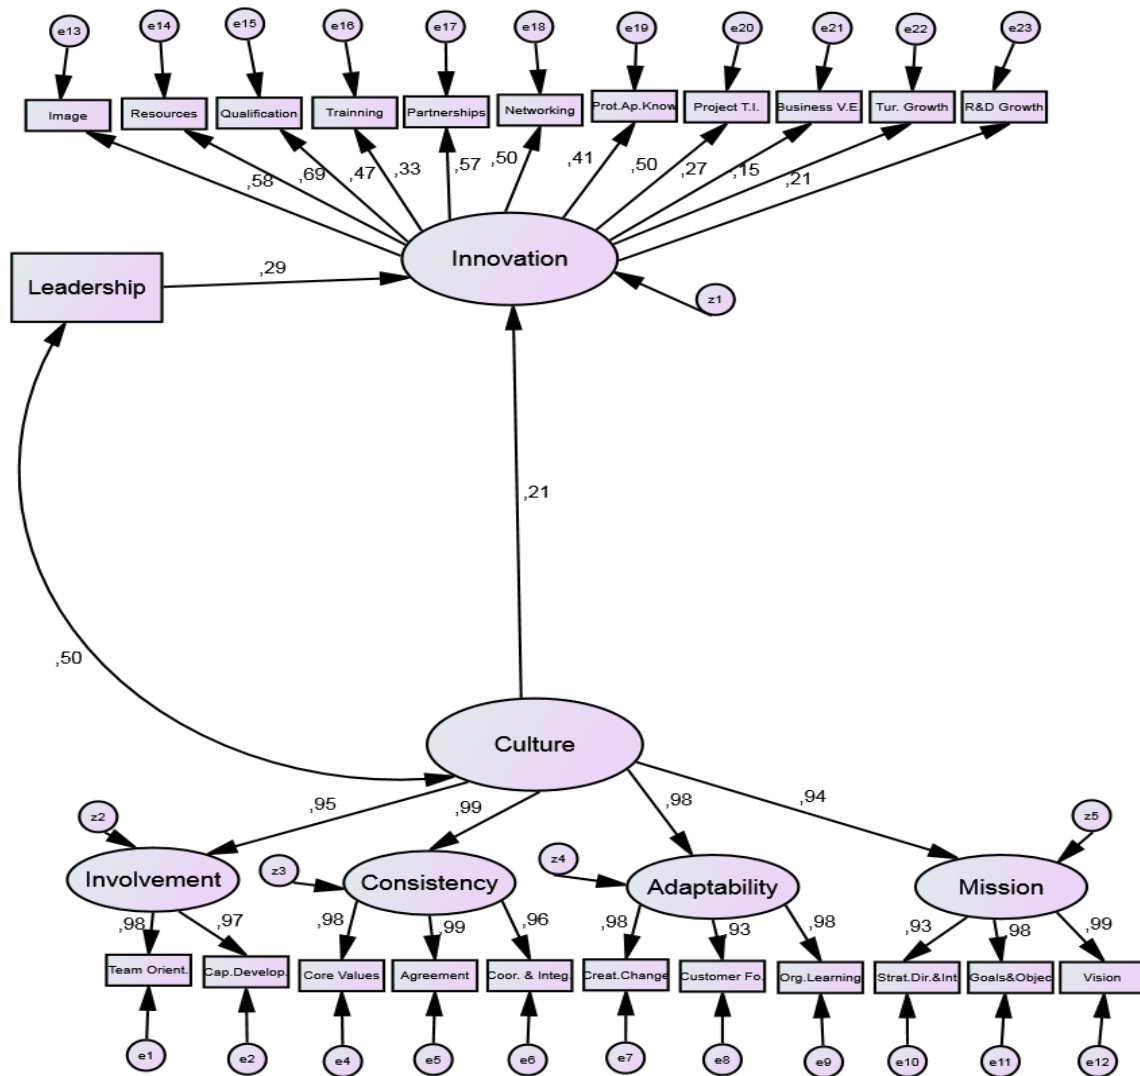 e13 e14 e15 e16 e17 e18 e19 e20 e21 e22 e23
Image Resources Qualification Trainning Partnerships Networking Prot.Ap.Know Project T.I. Business V.E. Tur. Growth R&D Growth
,58 ,69 ,47 ,33 ,57 ,50 ,41 ,50 ,27 ,15 ,21
Innovation
Leadership
,29
z1
,21
,50
Culture
,95 ,99 ,98 ,94
z2 z3 z4 z5
Involvement Consistency Adaptability Mission
,98 ,97 ,98 ,99 ,96 ,98 ,93 ,98 ,93 ,98 ,99
Team Orient. Cap.Develop. Core Values Agreement Coor. & Integ. Creat.Change Customer Fo. Org.Learning Strat.Dir.&Int Goals&Objec Vision
e1 e2 e4 e5 e6 e7 e8 e9 e10 e11 e12